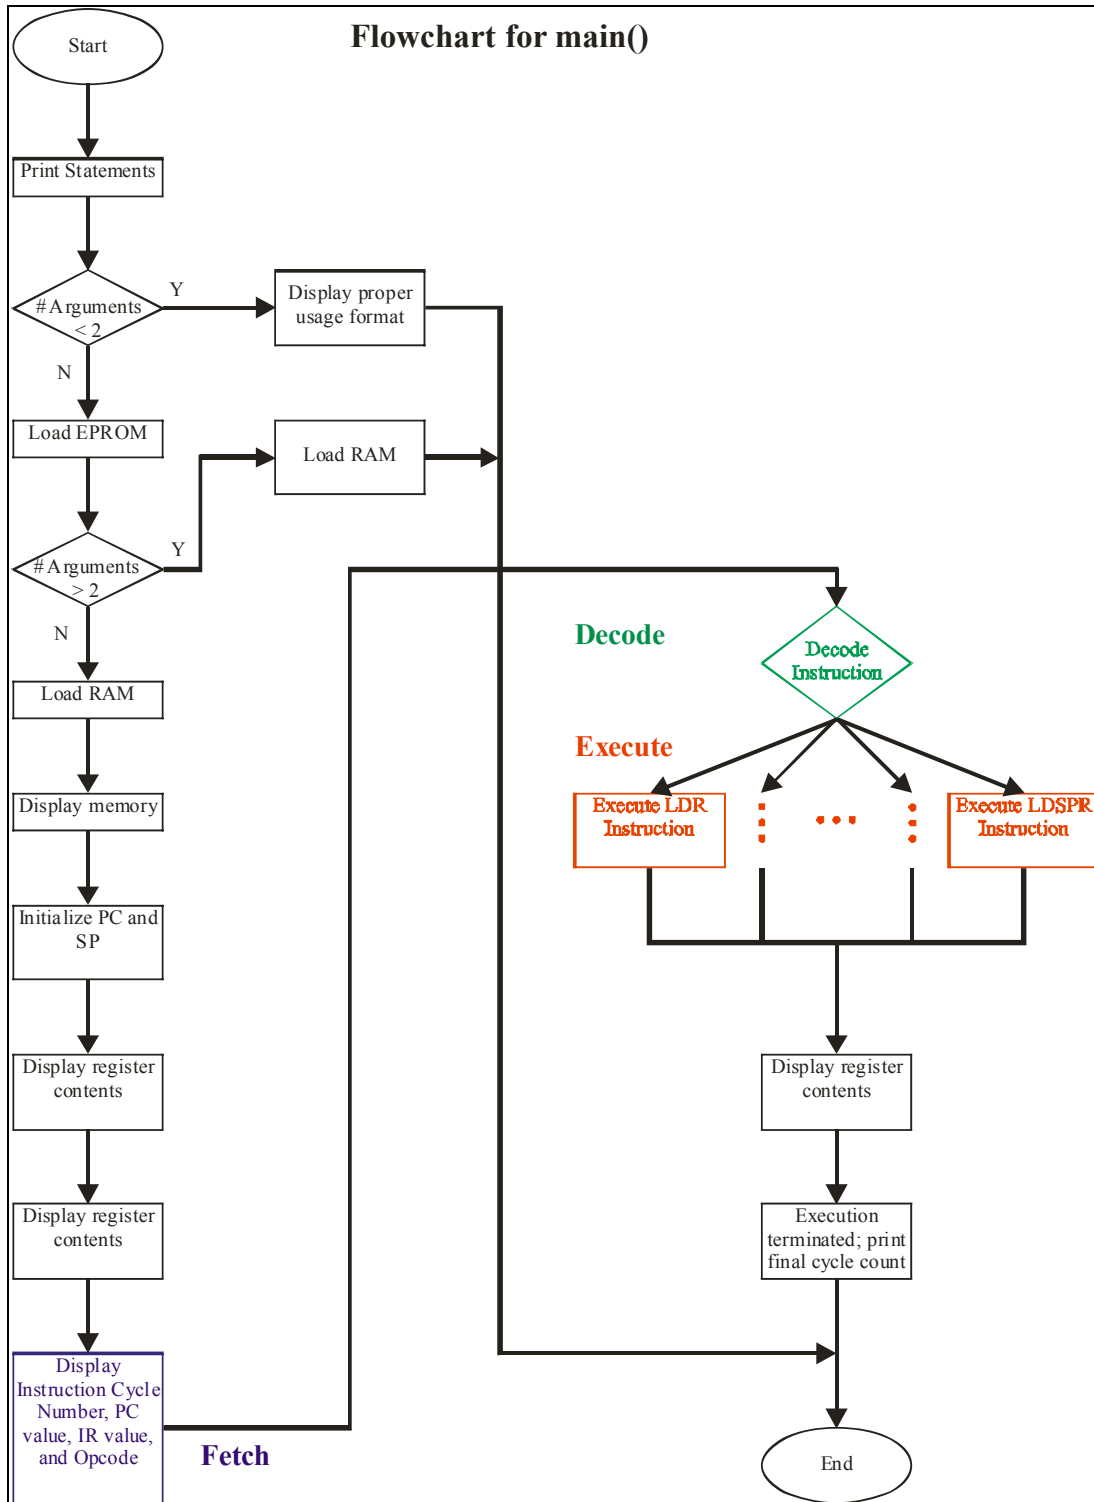 Flowchart for main()
Start
Print Statements
# Arguments
< 2
Y
N
Display proper
usage format
Load EPROM
Load RAM
# Arguments
> 2
Y
N
Load RAM
Display memory
Initialize PC and
SP
Display register
contents
Display register
contents
Display
Instruction Cycle
Number, PC
value, IR value,
and Opcode
Fetch
Decode
Decode
Instruction
Execute
Execute LDR
Instruction
Execute LDSPR
Instruction
Display register
contents
Execution
terminated; print
final cycle count
End